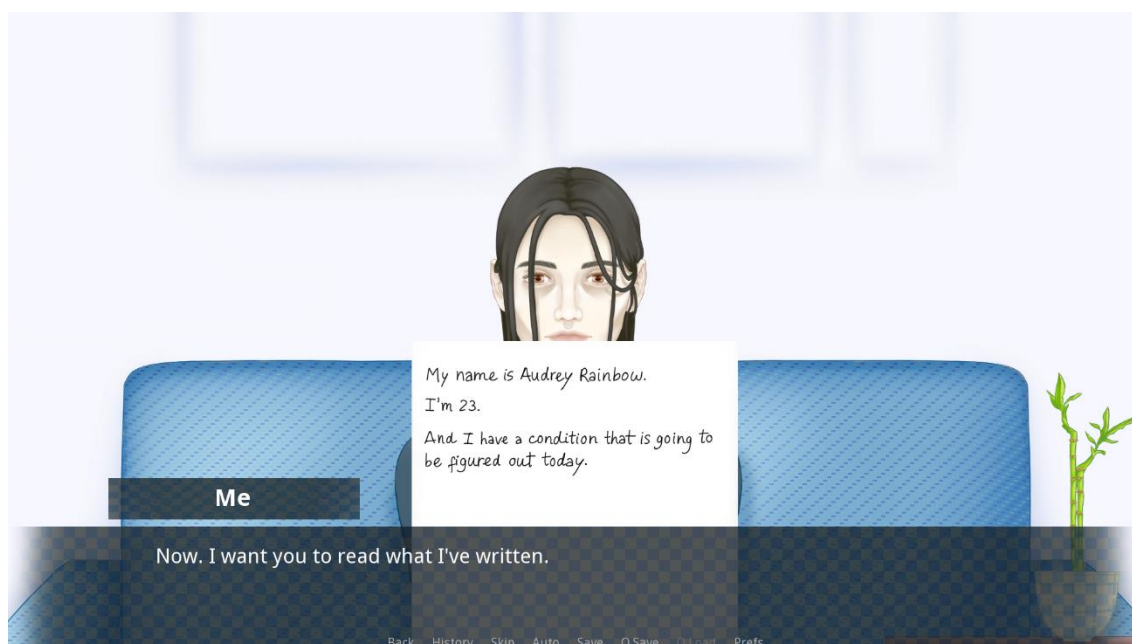 My name is Audrey Rainbow.
I'm 23.
And I have a condition that is going to
be figured out today.
Me
Now. I want you to read what I've written.
Back History Skip Auto Save Q.Save Q.Load Prefs